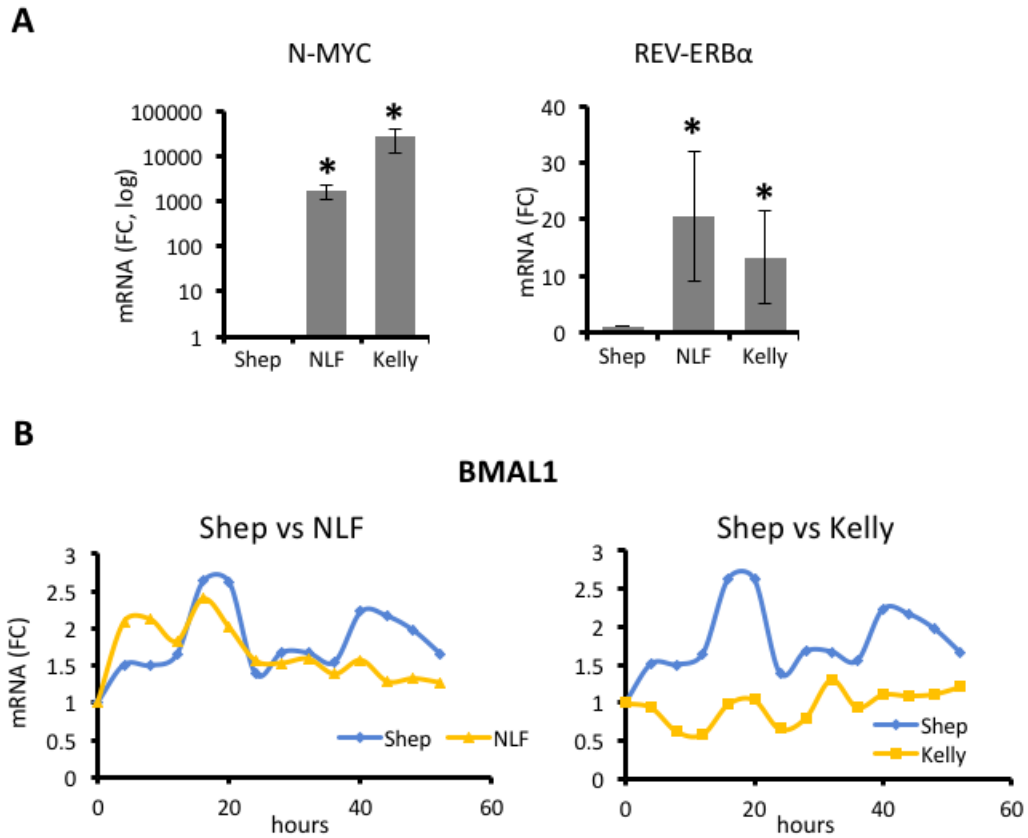 A
N-MYC
REV-ERBα
mRNA (FC, log)
100000
10000
1000
100
10
1
*
*
Shep NLF Kelly
mRNA (FC)
40
30
20
10
0
*
*
Shep NLF Kelly
B
BMAL1
Shep vs NLF
mRNA (FC)
3
2.5
2
1.5
1
0.5
0
Shep NLF
0 20 40 60
hours
Shep vs Kelly
3
2.5
2
1.5
1
0.5
0
Shep
Kelly
0 20 40 60
hours